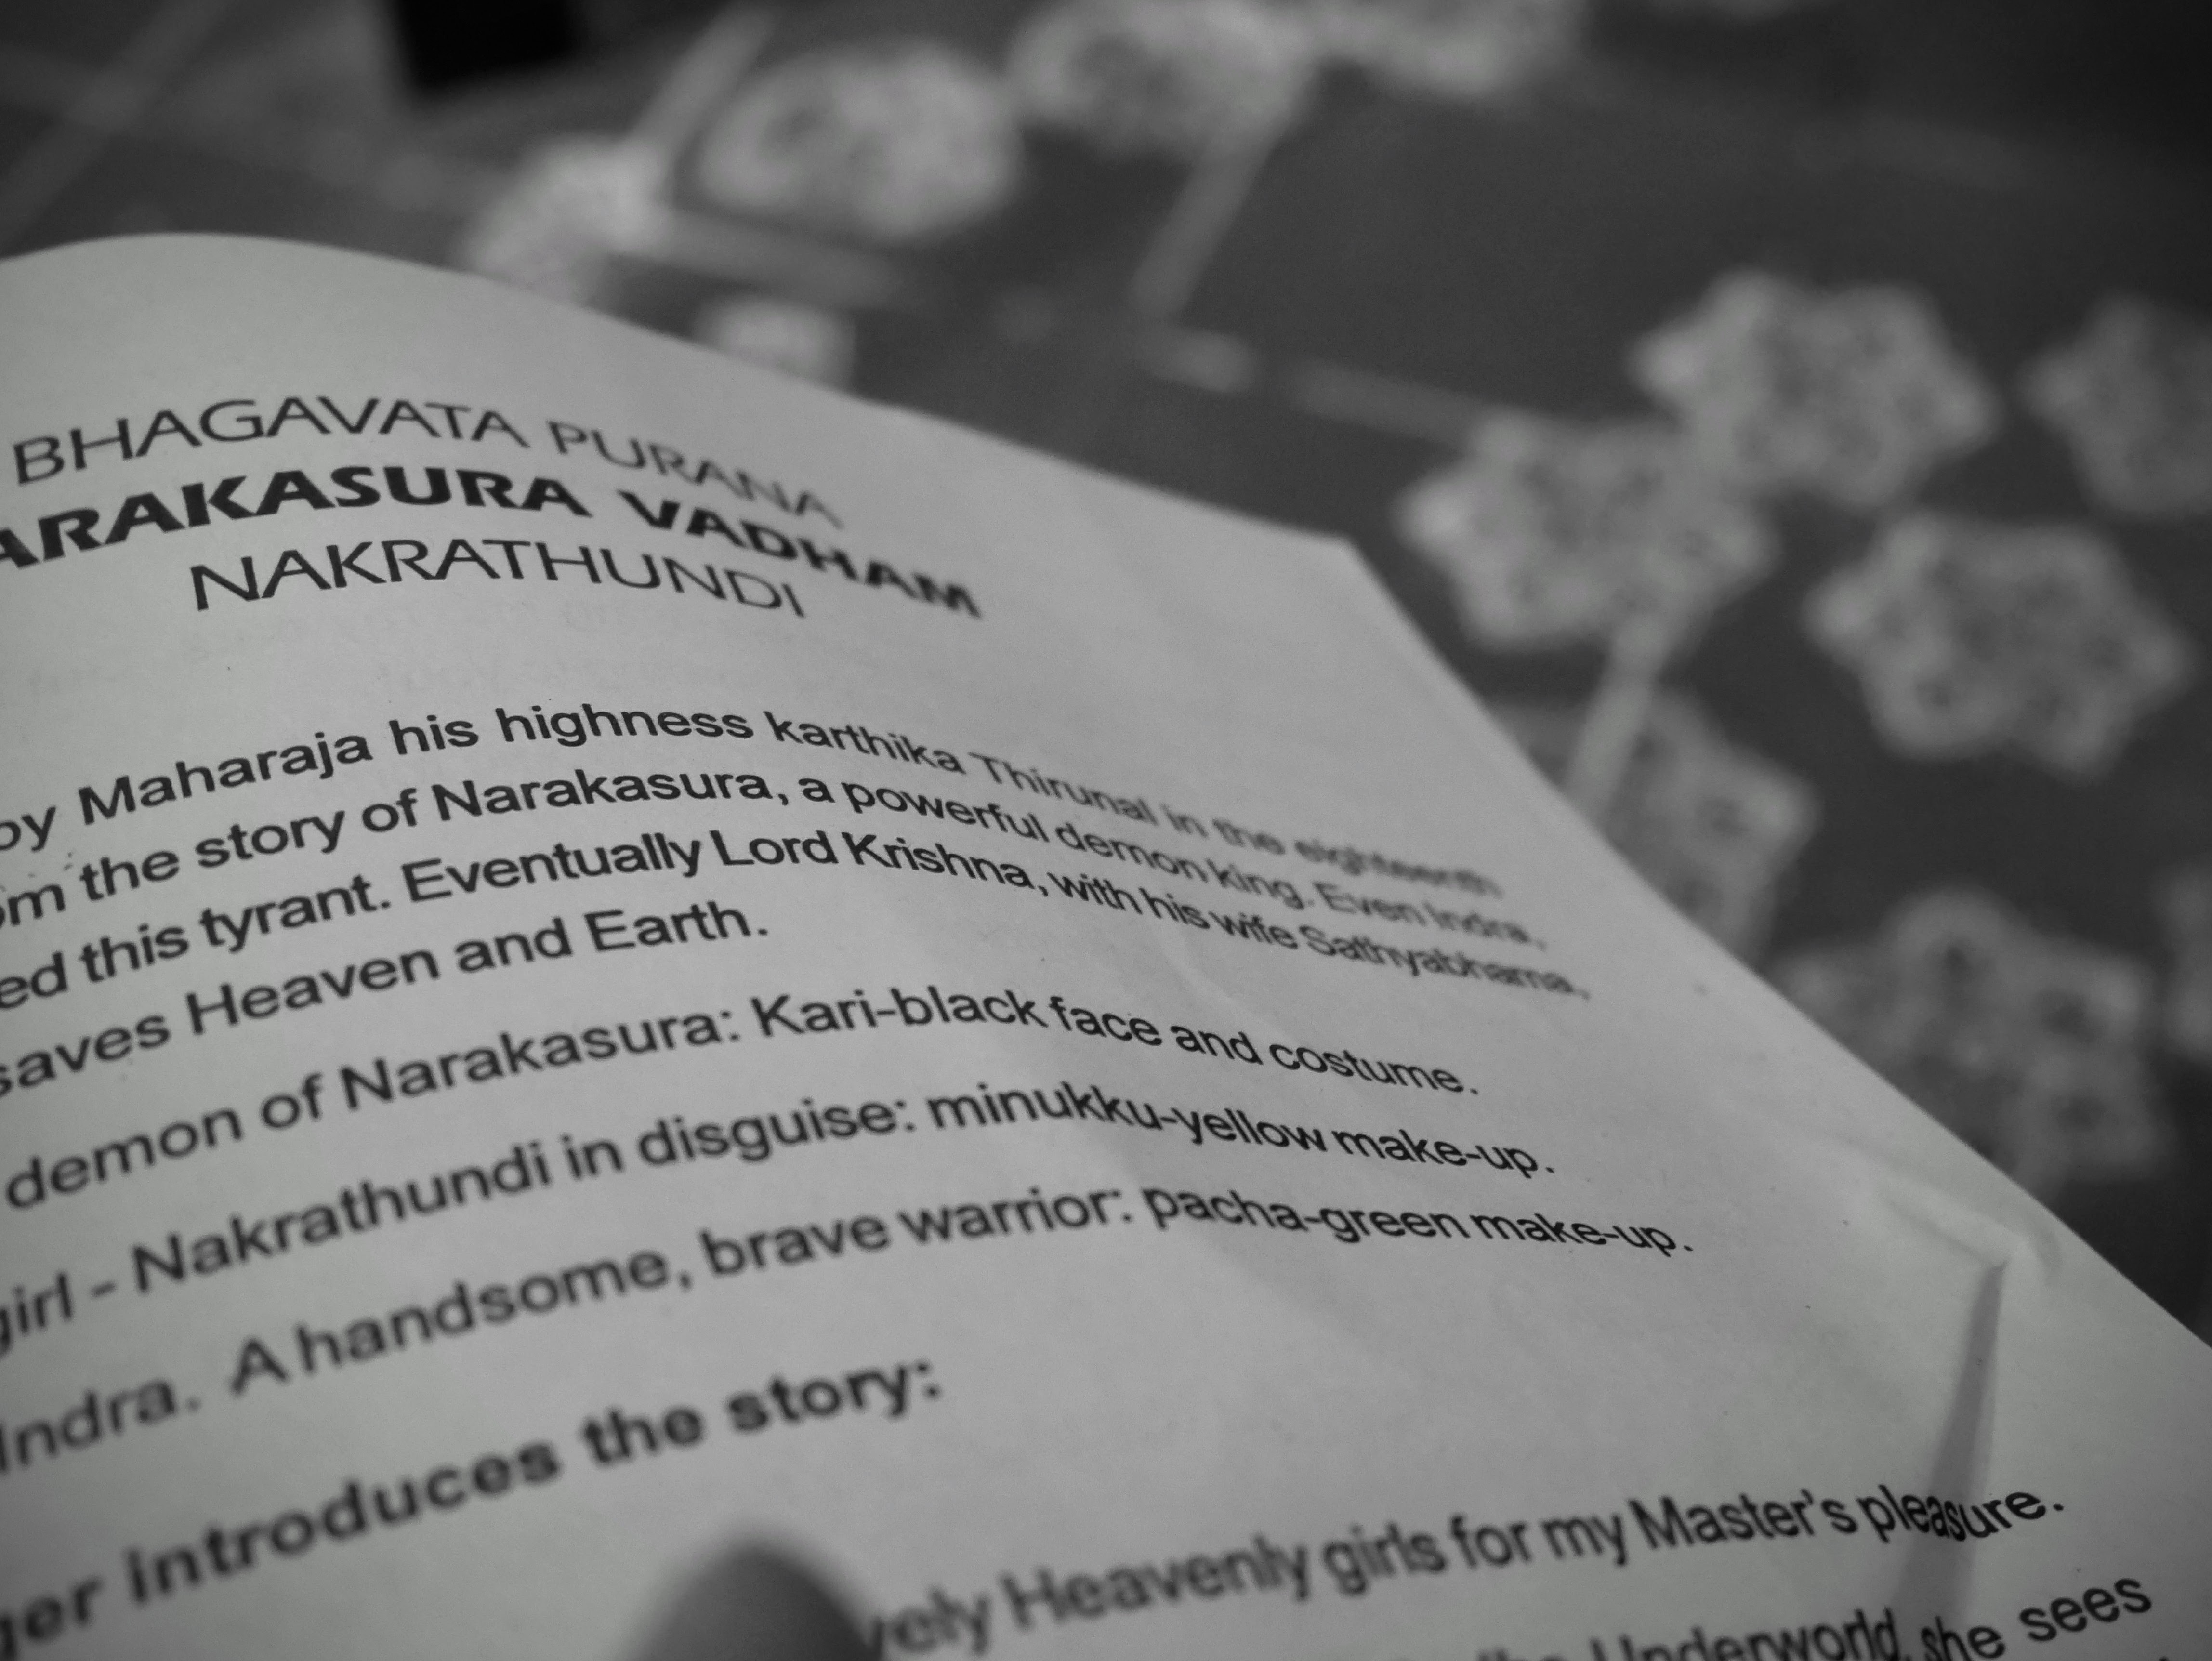 BHAGAVATA PURANA
ARAKASURA VADHAM
NAKRATHUNDI
by Maharaja his highness karthika Thirunal in the eighteenth
om the story of Narakasura, a powerful demon king. Even Indra,
ed this tyrant. Eventually Lord Krishna, with his wife Sathyabhama,
saves Heaven and Earth.
demon of Narakasura: Kari-black face and costume.
girl - Nakrathundi in disguise: minukku-yellow make-up.
Indra. A handsome, brave warrior: pacha-green make-up.
ger introduces the story:
vely Heavenly girls for my Master's pleasure.
the Underworld, she sees